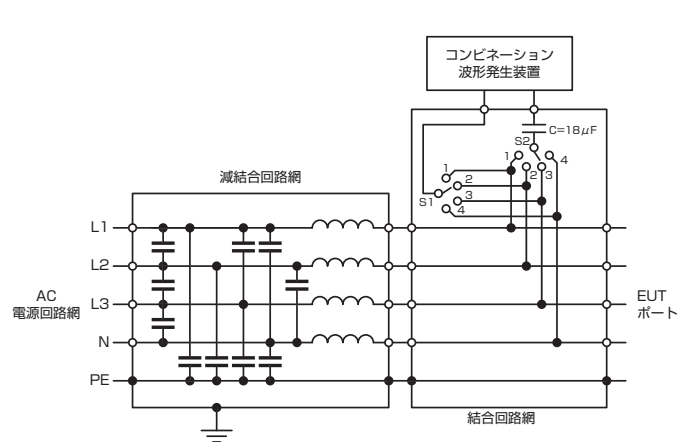 コンビネーション
波形発生装置
C=18μF
S2
1
4
2
3
1
2
3
S1
4
減結合回路網
L1
L2
AC
電源回路網
L3
EUT
ポート
N
PE
結合回路網